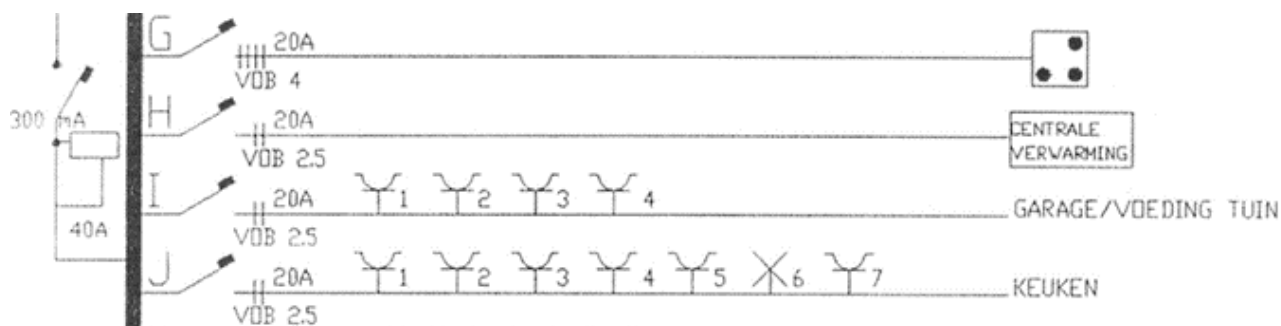 G 20A
VOB 4
300 mA
H 20A
VOB 2.5
CENTRALE
VERWARMING
I 20A 1 2 3 4
VOB 2.5
GARAGE/VOEDING TUIN
40A
J 20A 1 2 3 4 5 6 7
VOB 2.5
KEUKEN